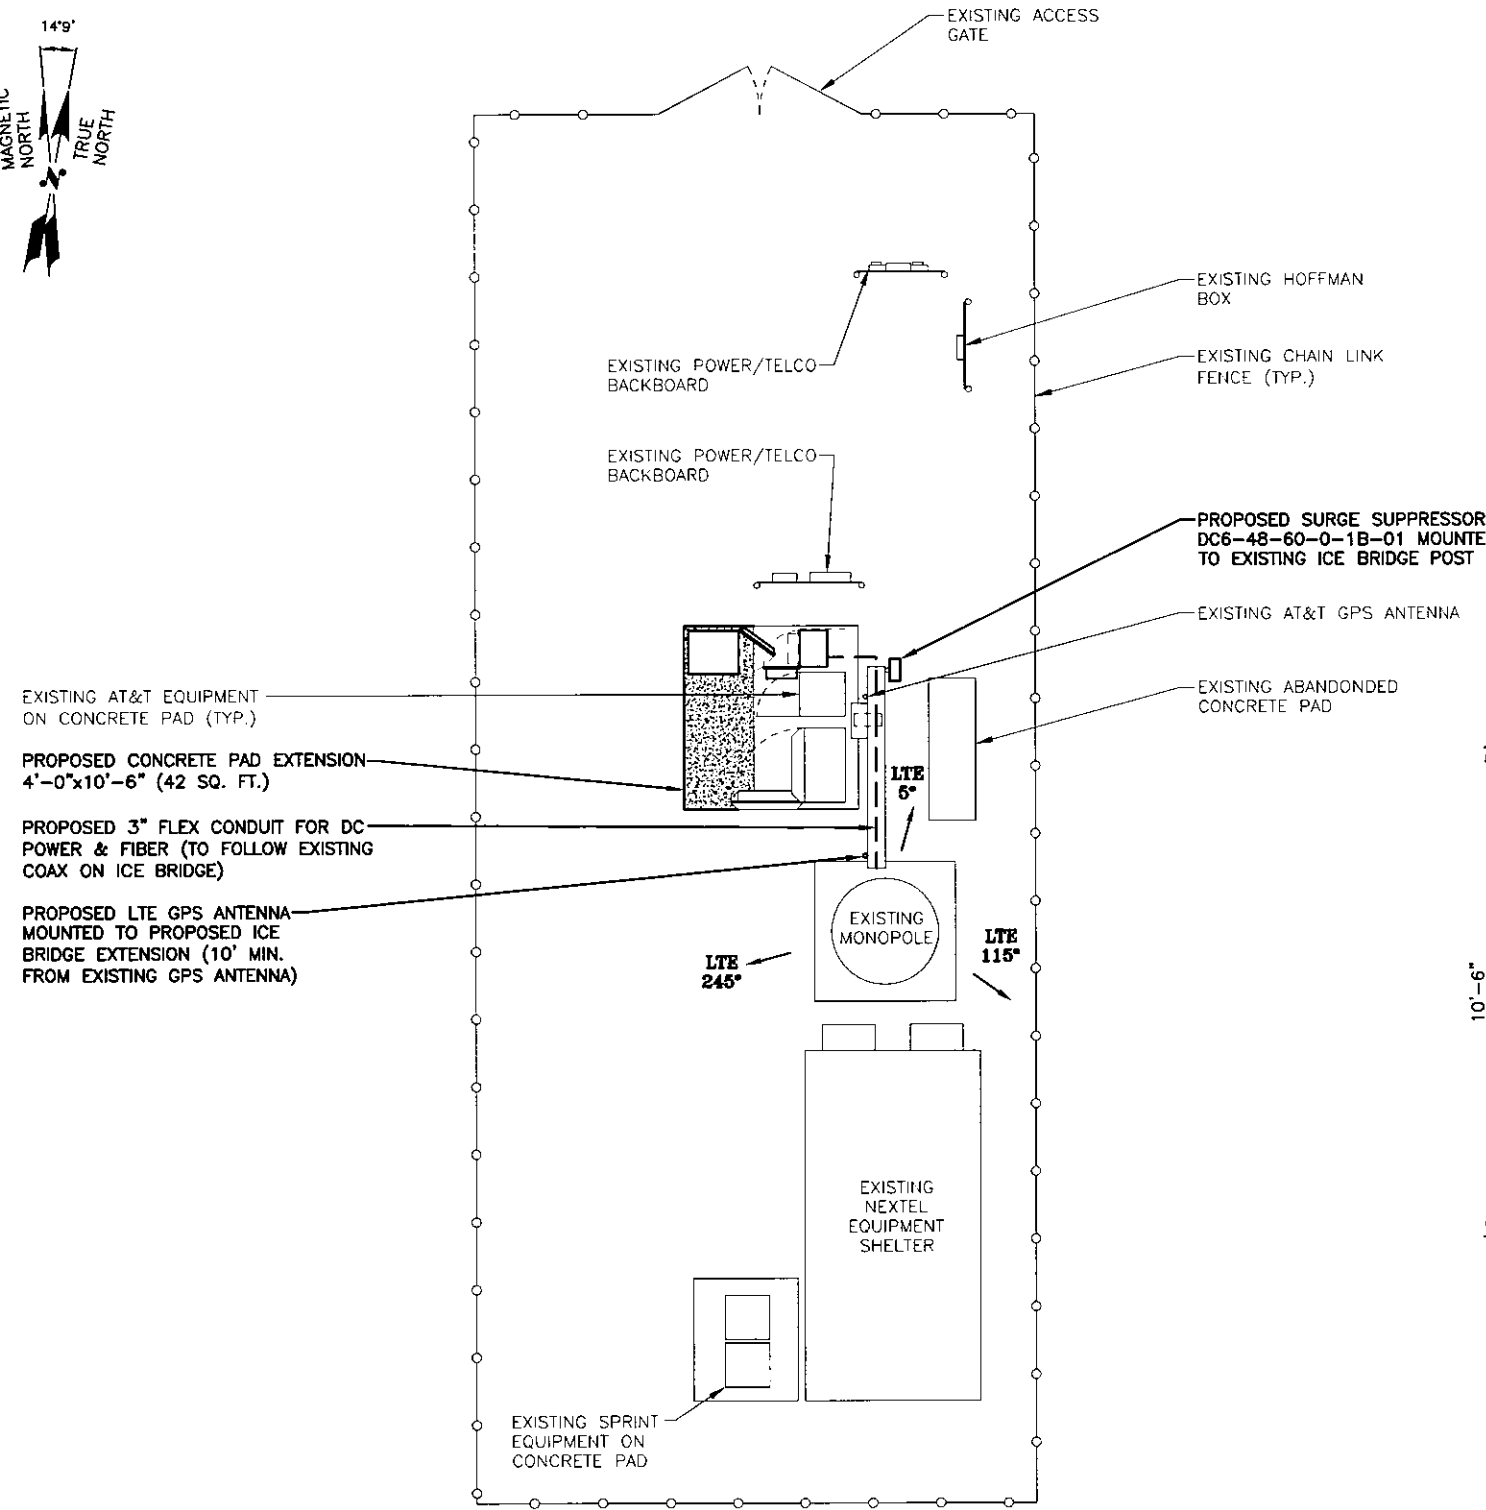 14°9'
MAGNETIC
NORTH
TRUE
NORTH
N
EXISTING ACCESS
GATE
EXISTING HOFFMAN
BOX
EXISTING POWER/TELCO
BACKBOARD
EXISTING CHAIN LINK
FENCE (TYP.)
EXISTING POWER/TELCO
BACKBOARD
PROPOSED SURGE SUPPRESSOR
DC6-48-60-0-1B-01 MOUNTE
TO EXISTING ICE BRIDGE POST
EXISTING AT&T GPS ANTENNA
EXISTING ABANDONDED
CONCRETE PAD
EXISTING AT&T EQUIPMENT
ON CONCRETE PAD (TYP.)
PROPOSED CONCRETE PAD EXTENSION
4'-0"x10'-6" (42 SQ. FT.)
PROPOSED 3" FLEX CONDUIT FOR DC
POWER & FIBER (TO FOLLOW EXISTING
COAX ON ICE BRIDGE)
PROPOSED LTE GPS ANTENNA
MOUNTED TO PROPOSED ICE
BRIDGE EXTENSION (10' MIN.
FROM EXISTING GPS ANTENNA)
LTE
5°
EXISTING
MONOPOLE
LTE
245°
LTE
115°
10'-6"
EXISTING
NEXTEL
EQUIPMENT
SHELTER
EXISTING SPRINT
EQUIPMENT ON
CONCRETE PAD